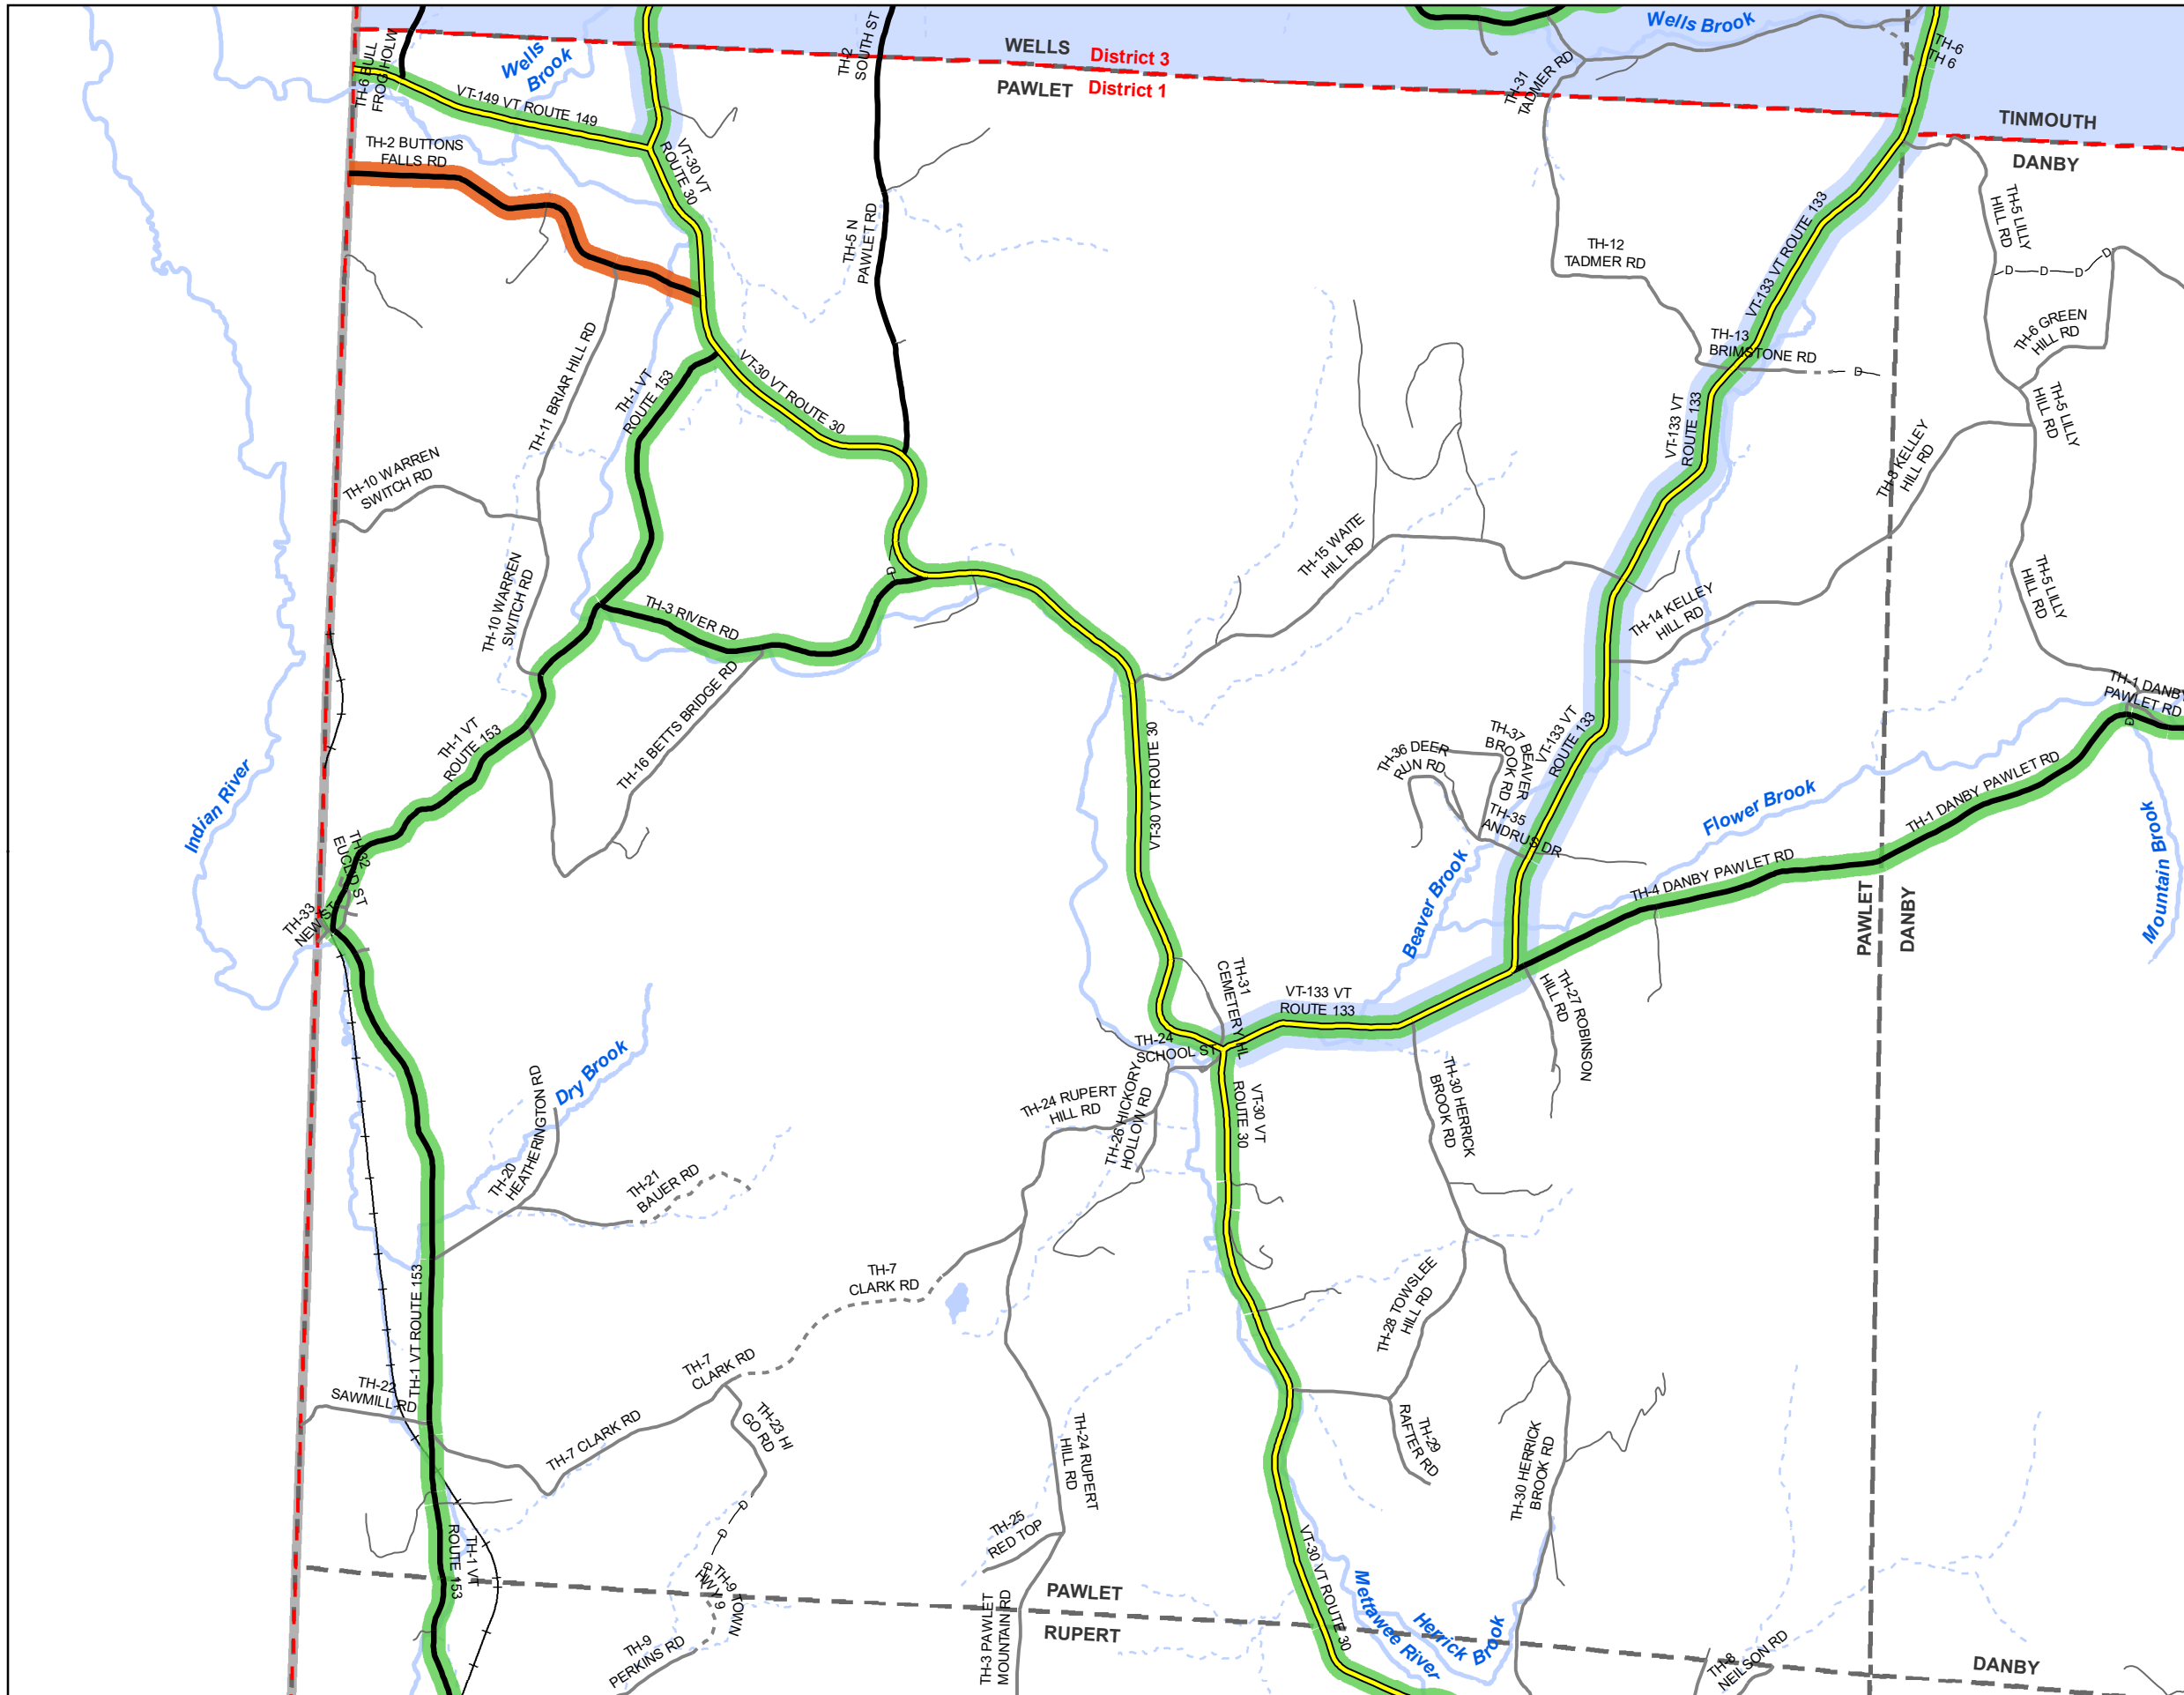 Wells Brook
TH-6
TH 6
TH-6 BULL
FROG HOLW
Wells
Brook
TH-2
SOUTH ST
WELLS
District 3
PAWLET
District 1
TH-31
TADMER RD
TINMOUTH
DANBY
VT-149 VT ROUTE 149
TH-2 BUTTONS
FALLS RD
VT-30 VT
ROUTE 30
TH-5 N
PAWLET RD
TH-12
TADMER RD
VT-133 VT ROUTE 133
TH-5 LILLY
HILL RD
D
D
D
D
TH-6 GREEN
HILL RD
TH-13
BRIMSTONE RD
D
TH-11 BRIAR HILL RD
TH-1 VT
ROUTE 153
VT-30 VT ROUTE 30
VT-133 VT
ROUTE 133
TH-5 LILLY
HILL RD
TH-8 KELLEY
HILL RD
TH-10 WARREN
SWITCH RD
TH-15 WAITE
HILL RD
TH-10 WARREN
SWITCH RD
D
TH-3 RIVER RD
TH-14 KELLEY
HILL RD
TH-5 LILLY
HILL RD
TH-16 BETTS BRIDGE RD
TH-1 DANBY
PAWLET RD
D
TH-1 VT
ROUTE 153
VT-30 VT ROUTE 30
TH-36 DEER
RUN RD
TH-37 BEAVER
BROOK RD
VT-133 VT
ROUTE 133
TH-35
ANDRUS DR
Flower Brook
TH-1 DANBY PAWLET RD
Mountain Brook
Indian River
TH-32
EUCLID ST
TH-33
NEW ST
Beaver Brook
TH-4 DANBY PAWLET RD
PAWLET
DANBY
TH-31
CEMETERY HL
VT-133 VT
ROUTE 133
TH-27 ROBINSON
HILL RD
TH-24
SCHOOL ST
Dry Brook
TH-24 RUPERT
HILL RD
TH-26 HICKORY
HOLLOW RD
VT-30 VT
ROUTE 30
TH-30 HERRICK
BROOK RD
TH-20
HEATHERINGTON RD
TH-21
BAUER RD
TH-7
CLARK RD
TH-28 TOWSLEE
HILL RD
TH-1 VT ROUTE 153
TH-7
CLARK RD
TH-22
SAWMILL RD
TH-7 CLARK RD
TH-23 HI
GO RD
TH-24 RUPERT
HILL RD
TH-29
RAFTER RD
TH-30 HERRICK
BROOK RD
D
D
D
TH-25
RED TOP
TH-1 VT
ROUTE 153
TH-9 TOWN
HWY 9
VT-30 VT ROUTE 30
PAWLET
RUPERT
TH-3 PAWLET
MOUNTAIN RD
TH-9
PERKINS RD
Mettawee River
Herrick Brook
TH-8
NEILSON RD
DANBY